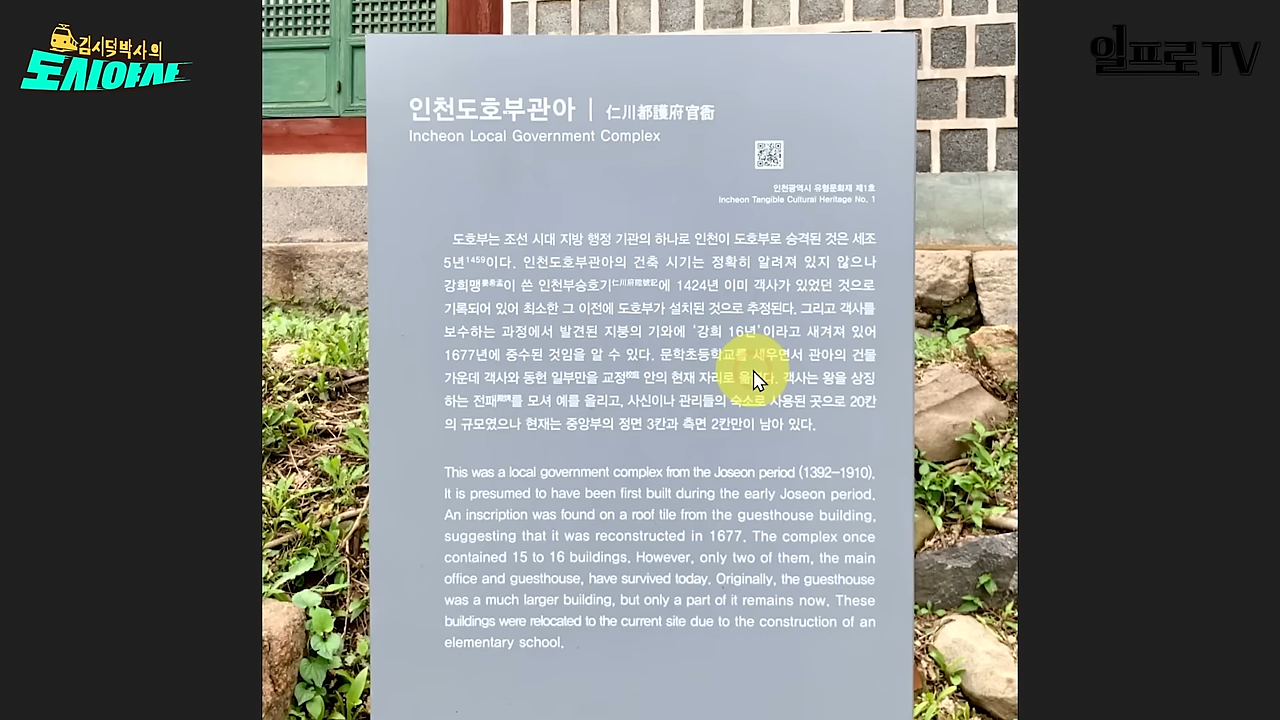 김시덕박사의
도시야사
일프로TV
인천도호부관아 | 仁川都護府官衙
Incheon Local Government Complex
인천광역시 유형문화재 제1호
Incheon Tangible Cultural Heritage No. 1
도호부는 조선 시대 지방 행정 기관의 하나로 인천이 도호부로 승격된 것은 세조
5년1459이다. 인천도호부관아의 건축 시기는 정확히 알려져 있지 않으나
강희맹姜希孟이 쓴 인천부승호기仁川府陞號記에 1424년 이미 객사가 있었던 것으로
기록되어 있어 최소한 그 이전에 도호부가 설치된 것으로 추정된다. 그리고 객사를
보수하는 과정에서 발견된 지붕의 기와에 '강희 16년'이라고 새겨져 있어
1677년에 중수된 것임을 알 수 있다. 문학초등학교를 세우면서 관아의 건물
가운데 객사와 동헌 일부만을 교정校庭 안의 현재 자리로 옮겼다. 객사는 왕을 상징
하는 전패殿牌를 모셔 예를 올리고, 사신이나 관리들의 숙소로 사용된 곳으로 20칸
의 규모였으나 현재는 중앙부의 정면 3칸과 측면 2칸만이 남아 있다.
This was a local government complex from the Joseon period (1392–1910).
It is presumed to have been first built during the early Joseon period.
An inscription was found on a roof tile from the guesthouse building,
suggesting that it was reconstructed in 1677. The complex once
contained 15 to 16 buildings. However, only two of them, the main
office and guesthouse, have survived today. Originally, the guesthouse
was a much larger building, but only a part of it remains now. These
buildings were relocated to the current site due to the construction of an
elementary school.